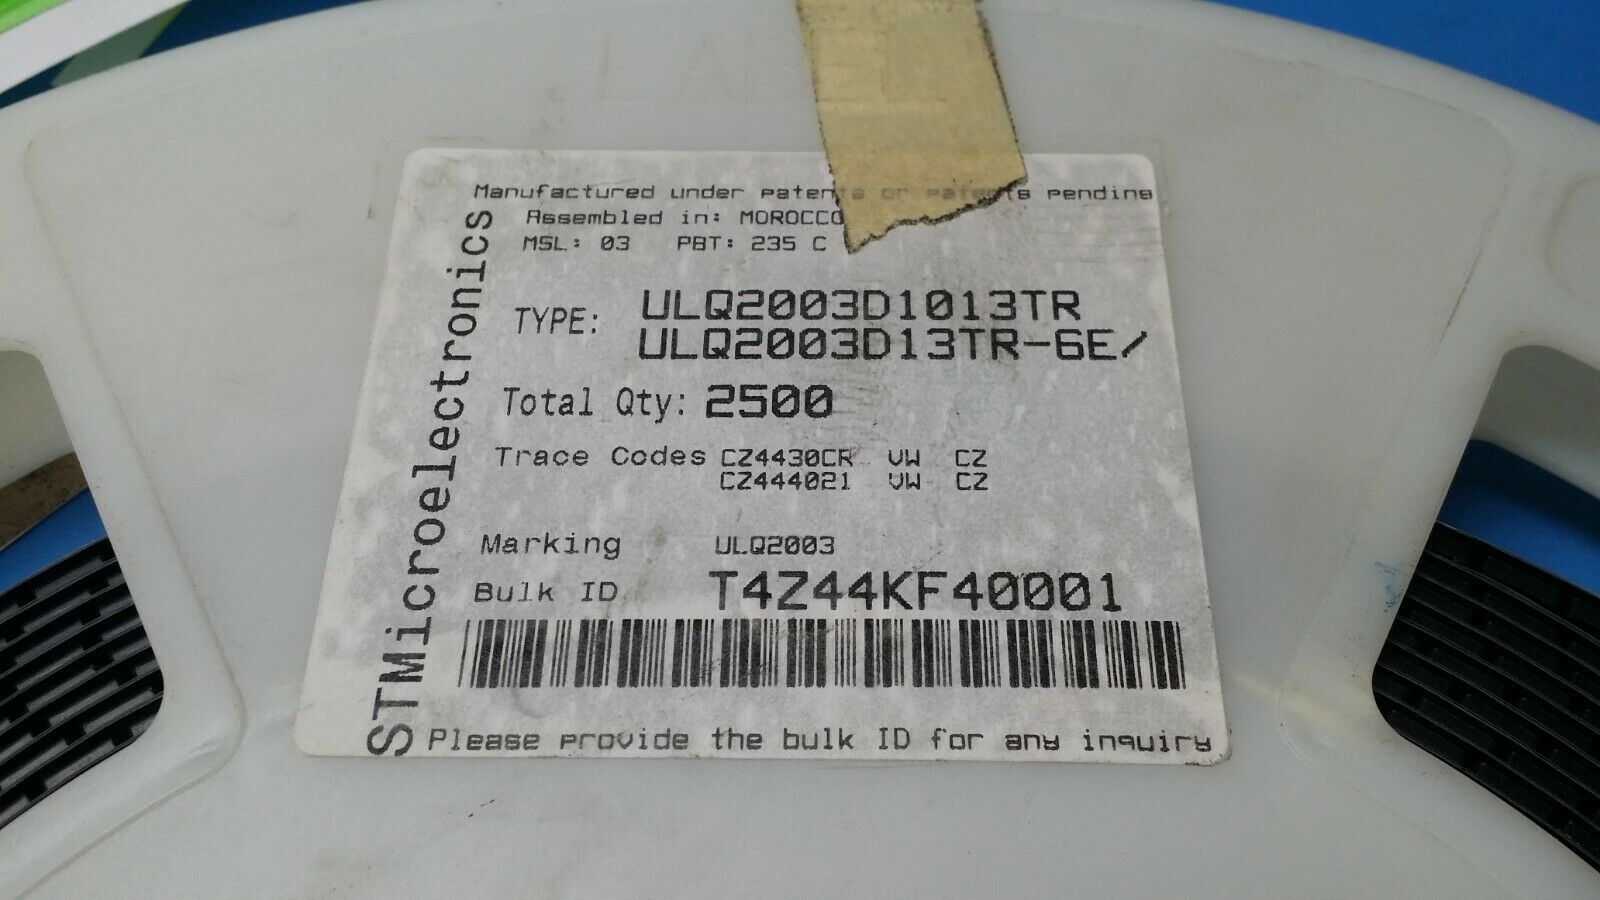 LABEL
Manufactured under patents or patents pending
Assembled in: MOROCCO
MSL: 03 PBT: 235 C
TYPE: ULQ2003D1013TR
ULQ2003D13TR-6E/
Total Qty: 2500
Trace Codes CZ4430CR VW CZ
CZ444021 VW CZ
Marking ULQ2003
Bulk ID T4Z44KF40001
Please provide the bulk ID for any inquiry
STMicroelectronics